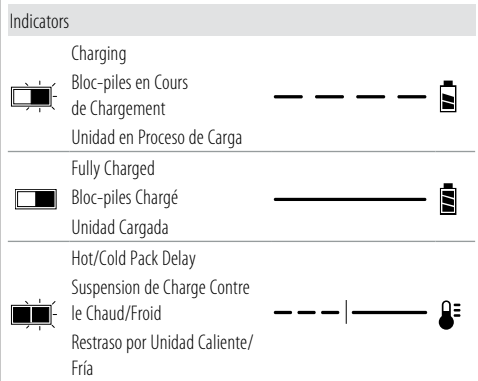 Indicators
Charging
Bloc-piles en Cours
de Chargement
Unidad en Proceso de Carga
Fully Charged
Bloc-piles Chargé
Unidad Cargada
Hot/Cold Pack Delay
Suspension de Charge Contre
le Chaud/Froid
Restraso por Unidad Caliente/
Fría